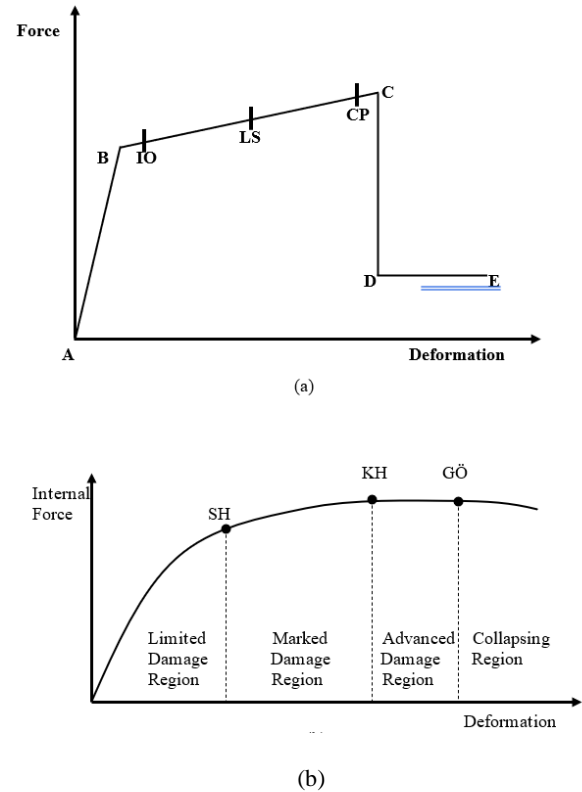 Force
C
CP
LS
B
IO
D
E
A
Deformation
(a)
KH
GÖ
Internal
Force
SH
Limited
Damage
Region
Marked
Damage
Region
Advanced
Damage
Region
Collapsing
Region
Deformation
(b)